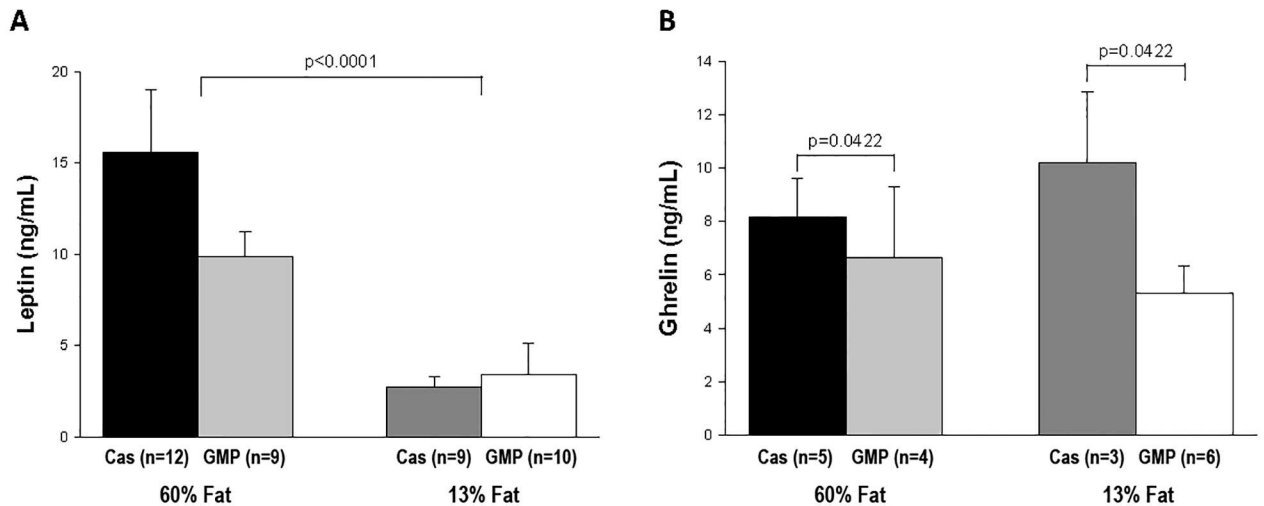 A
Leptin (ng/mL)
20
15
10
5
0
p<0.0001
Cas (n=12) GMP (n=9) Cas (n=9) GMP (n=10)
60% Fat 13% Fat
B
Ghrelin (ng/mL)
14
12
10
8
6
4
2
0
p=0.0422
p=0.0422
Cas (n=5) GMP (n=4) Cas (n=3) GMP (n=6)
60% Fat 13% Fat